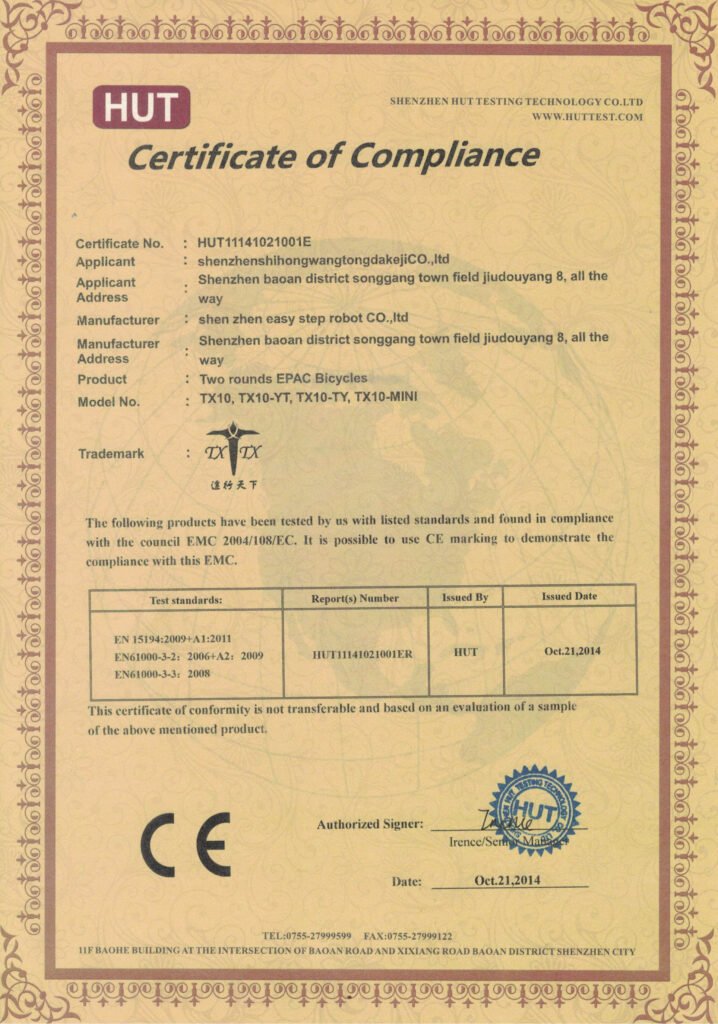 HUT
SHENZHEN HUT TESTING TECHNOLOGY CO.LTD
WWW.HUTTEST.COM
Certificate of Compliance
Certificate No. : HUT11141021001E
Applicant : shenzhenshihongwangtongdakejiCO.,ltd
Applicant Address : Shenzhen baoan district songgang town field jiudouyang 8, all the
way
Manufacturer : shen zhen easy step robot CO.,ltd
Manufacturer Address : Shenzhen baoan district songgang town field jiudouyang 8, all the
way
Product : Two rounds EPAC Bicycles
Model No. : TX10, TX10-YT, TX10-TY, TX10-MINI
Trademark : TX TX
行天下
The following products have been tested by us with listed standards and found in compliance
with the council EMC 2004/108/EC. It is possible to use CE marking to demonstrate the
compliance with this EMC.
Test standards: Report(s) Number Issued By Issued Date
EN 15194:2009+A1:2011
EN61000-3-2: 2006+A2: 2009 HUT11141021001ER HUT Oct.21,2014
EN61000-3-3: 2008
This certificate of conformity is not transferable and based on an evaluation of a sample
of the above mentioned product.
CE
Authorized Signer:
HUT
Irence/Senior Manager
Date: Oct.21,2014
TEL:0755-27999599 FAX:0755-27999122
11F BAOHE BUILDING AT THE INTERSECTION OF BAOAN ROAD AND XIXIANG ROAD BAOAN DISTRICT SHENZHEN CITY